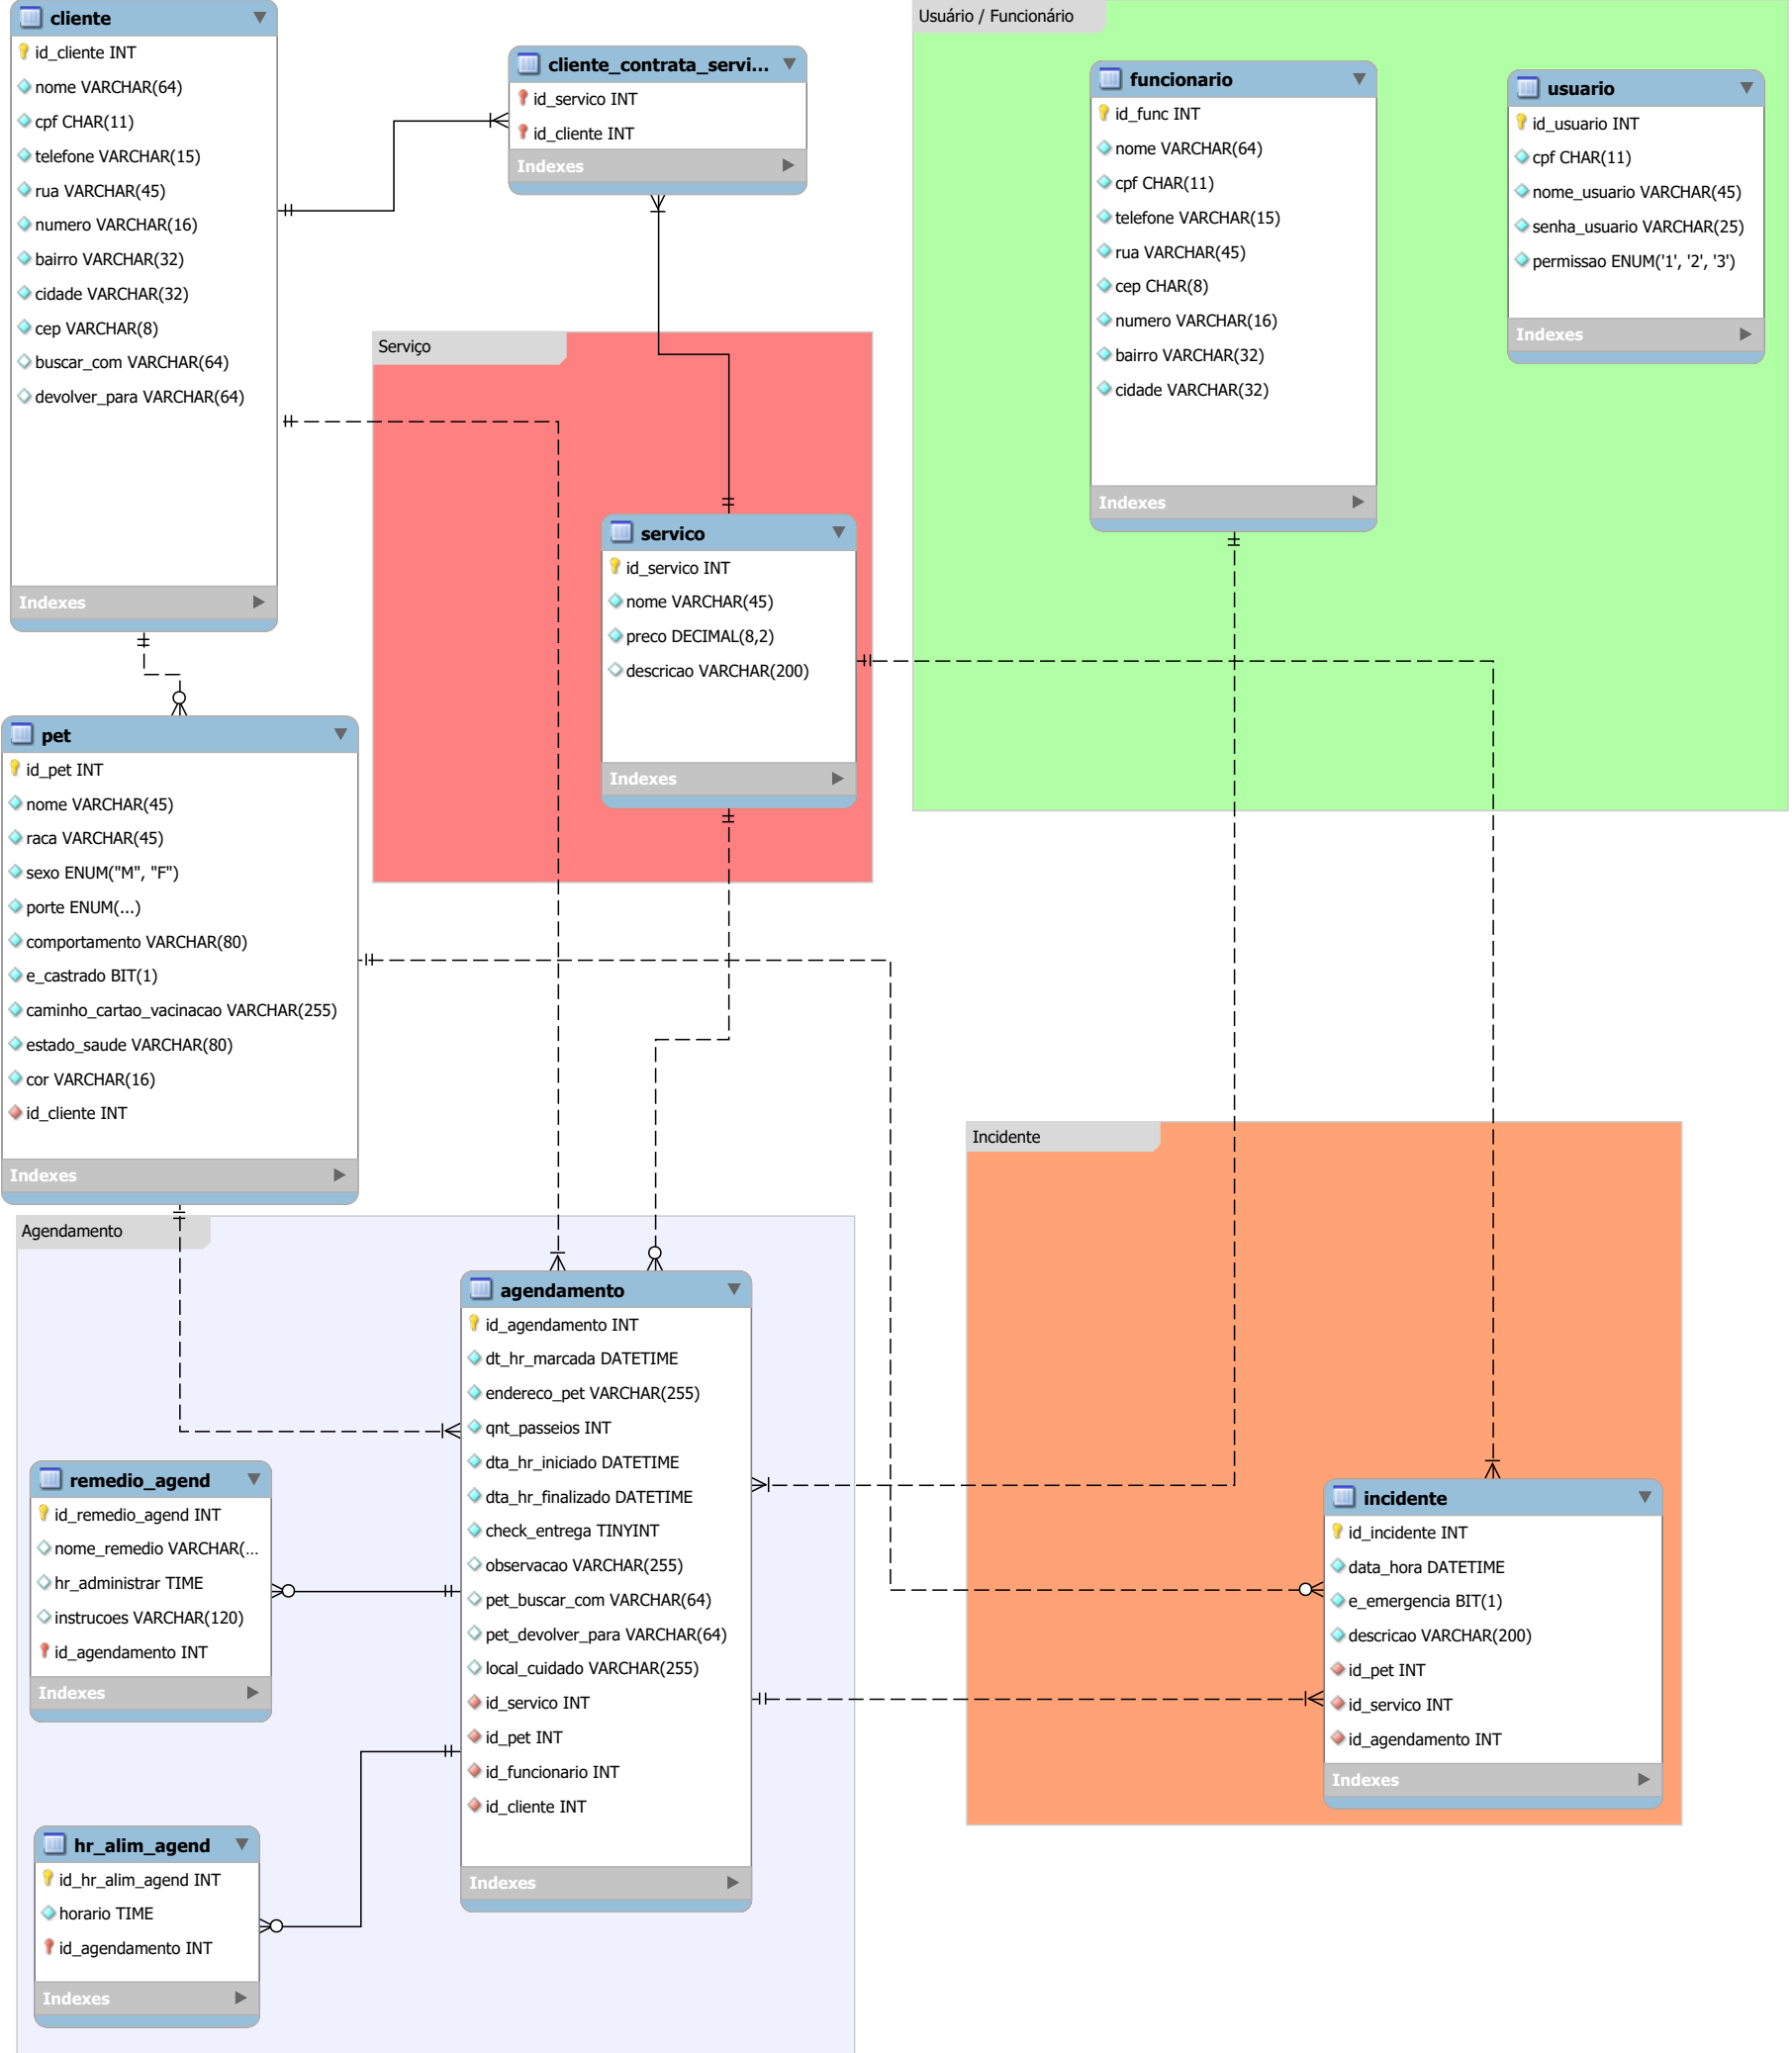 cliente
id_cliente INT
nome VARCHAR(64)
cpf CHAR(11)
telefone VARCHAR(15)
rua VARCHAR(45)
numero VARCHAR(16)
bairro VARCHAR(32)
cidade VARCHAR(32)
cep VARCHAR(8)
buscar_com VARCHAR(64)
devolver_para VARCHAR(64)
Indexes
cliente_contrata_servi...
id_servico INT
id_cliente INT
Indexes
Usuário / Funcionário
funcionario
id_func INT
nome VARCHAR(64)
cpf CHAR(11)
telefone VARCHAR(15)
rua VARCHAR(45)
cep CHAR(8)
numero VARCHAR(16)
bairro VARCHAR(32)
cidade VARCHAR(32)
Indexes
usuario
id_usuario INT
cpf CHAR(11)
nome_usuario VARCHAR(45)
senha_usuario VARCHAR(25)
permissao ENUM('1', '2', '3')
Indexes
Serviço
servico
id_servico INT
nome VARCHAR(45)
preco DECIMAL(8,2)
descricao VARCHAR(200)
Indexes
pet
id_pet INT
nome VARCHAR(45)
raca VARCHAR(45)
sexo ENUM("M", "F")
porte ENUM(...)
comportamento VARCHAR(80)
e_castrado BIT(1)
caminho_cartao_vacinacao VARCHAR(255)
estado_saude VARCHAR(80)
cor VARCHAR(16)
id_cliente INT
Indexes
Agendamento
agendamento
id_agendamento INT
dt_hr_marcada DATETIME
endereco_pet VARCHAR(255)
qnt_passeios INT
dta_hr_iniciado DATETIME
dta_hr_finalizado DATETIME
check_entrega TINYINT
observacao VARCHAR(255)
pet_buscar_com VARCHAR(64)
pet_devolver_para VARCHAR(64)
local_cuidado VARCHAR(255)
id_servico INT
id_pet INT
id_funcionario INT
id_cliente INT
Indexes
remedio_agend
id_remedio_agend INT
nome_remedio VARCHAR(...
hr_administrar TIME
instrucoes VARCHAR(120)
id_agendamento INT
Indexes
hr_alim_agend
id_hr_alim_agend INT
horario TIME
id_agendamento INT
Indexes
Incidente
incidente
id_incidente INT
data_hora DATETIME
e_emergencia BIT(1)
descricao VARCHAR(200)
id_pet INT
id_servico INT
id_agendamento INT
Indexes